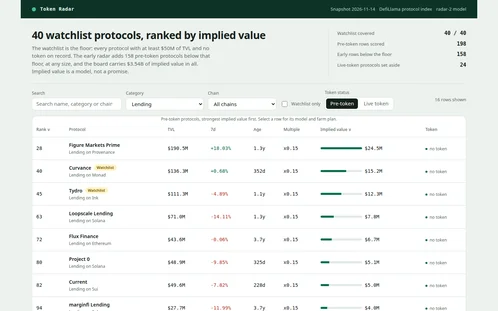 Token Radar
Snapshot 2026-11-14 DefiLlama protocol index radar-2 model
40 watchlist protocols, ranked by implied value
The watchlist is the floor: every protocol with at least $50M of TVL and no
token on record. The early radar adds 158 pre-token protocols below that
floor, at any size, and the board carries $3.54B of implied value in all.
Implied value is a model, not a promise.
Watchlist covered 40 / 40
Pre-token rows scored 198
Early rows below the floor 158
Live-token protocols set aside 24
Search Category Chain Token status
Search name, category or chain Lending All chains Watchlist only Pre-token Live token 16 rows shown
Pre-token protocols, strongest implied value first. Select a row for its model and farm plan.
Rank Protocol TVL 7d Age Multiple Implied value Token
28 Figure Markets Prime $190.5M +18.03% 1.3y x0.15 $24.5M no token
Lending on Provenance
40 Curvance Watchlist $136.3M +0.68% 352d x0.15 $15.2M no token
Lending on Monad
45 Tydro Watchlist $111.3M -4.89% 1.1y x0.15 $12.3M no token
Lending on Ink
63 Loopscale Lending $71.0M -14.11% 1.3y x0.15 $7.8M no token
Lending on Solana
72 Flux Finance $43.6M -0.06% 3.7y x0.15 $6.7M no token
Lending on Ethereum
80 Project 0 $48.9M -9.85% 325d x0.15 $5.1M no token
Lending on Solana
82 Current $49.6M -7.82% 228d x0.15 $5.0M no token
Lending on Sui
94 marginfi Lending $27.7M -11.99% 3.7y x0.15 $4.0M no token
Lending on Solana